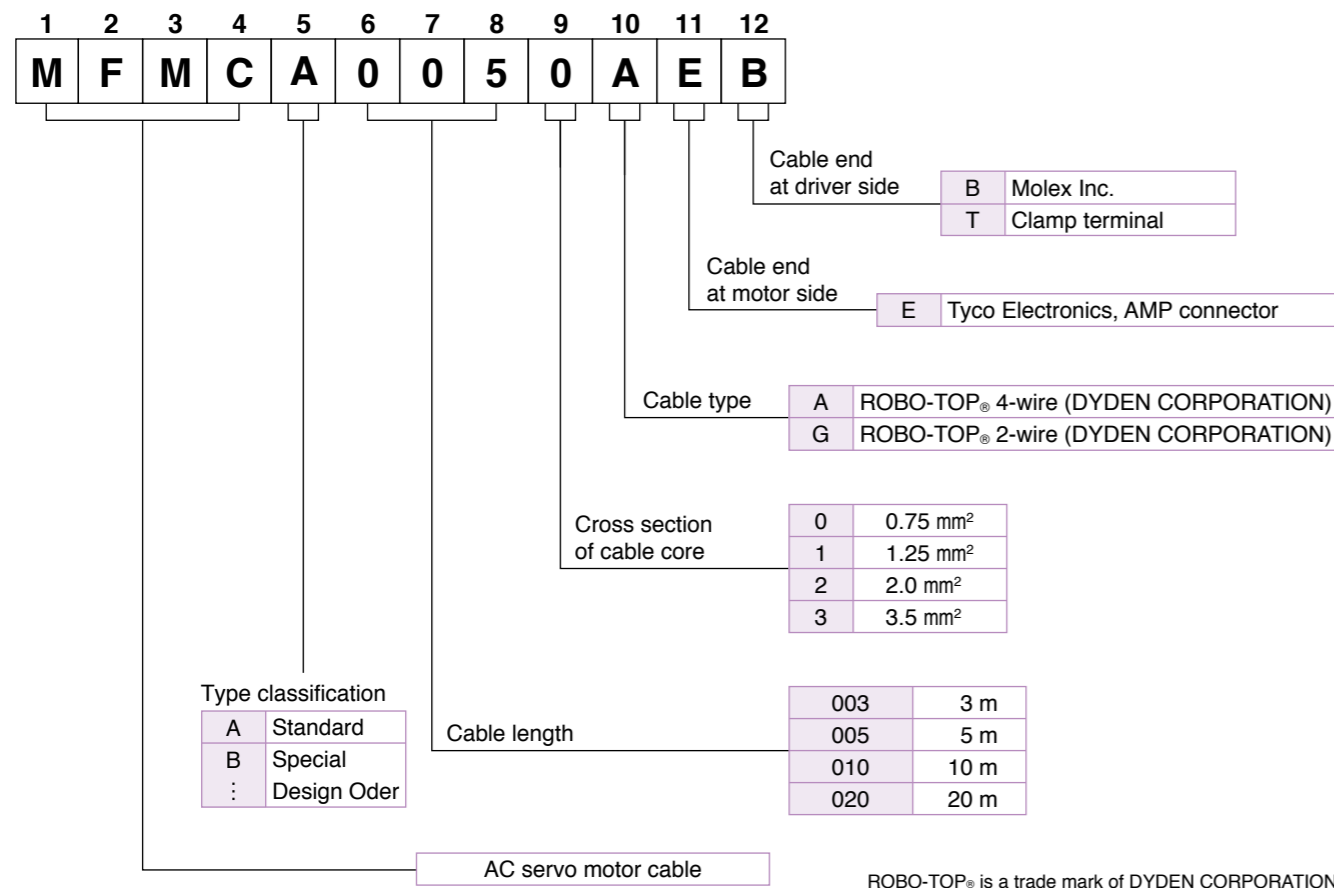 1 2 3 4 5 6 7 8 9 10 11 12
M F M C A 0 0 5 0 A E B
Cable end
at driver side
B Molex Inc.
T Clamp terminal
Cable end
at motor side
E Tyco Electronics, AMP connector
Cable type
A ROBO-TOP® 4-wire (DYDEN CORPORATION)
G ROBO-TOP® 2-wire (DYDEN CORPORATION)
Cross section
of cable core
0 0.75 mm²
1 1.25 mm²
2 2.0 mm²
3 3.5 mm²
Type classification
A Standard
B Special
⋮ Design Oder
Cable length
003 3 m
005 5 m
010 10 m
020 20 m
AC servo motor cable
ROBO-TOP® is a trade mark of DYDEN CORPORATION